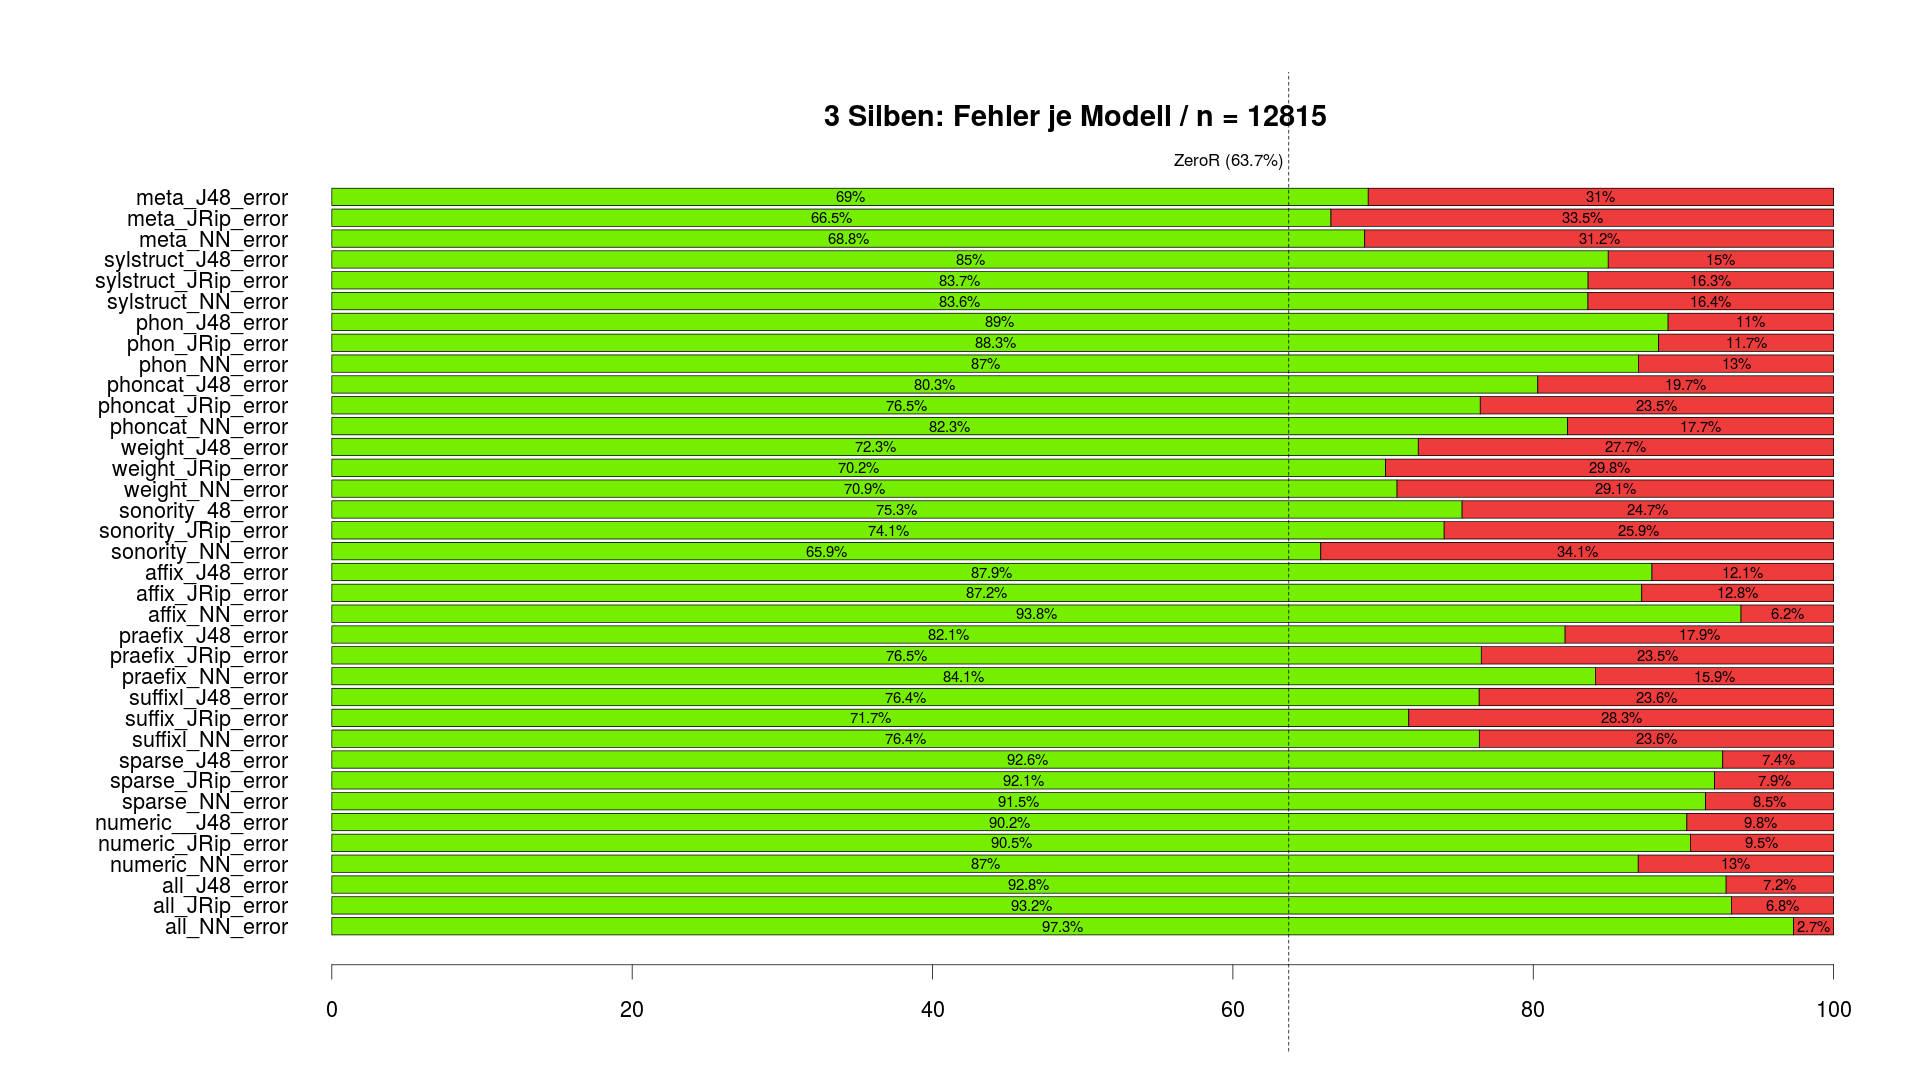 3 Silben: Fehler je Modell / n = 12815
ZeroR (63.7%)
meta_J48_error 69% 31%
meta_JRip_error 66.5% 33.5%
meta_NN_error 68.8% 31.2%
sylstruct_J48_error 85% 15%
sylstruct_JRip_error 83.7% 16.3%
sylstruct_NN_error 83.6% 16.4%
phon_J48_error 89% 11%
phon_JRip_error 88.3% 11.7%
phon_NN_error 87% 13%
phoncat_J48_error 80.3% 19.7%
phoncat_JRip_error 76.5% 23.5%
phoncat_NN_error 82.3% 17.7%
weight_J48_error 72.3% 27.7%
weight_JRip_error 70.2% 29.8%
weight_NN_error 70.9% 29.1%
sonority_48_error 75.3% 24.7%
sonority_JRip_error 74.1% 25.9%
sonority_NN_error 65.9% 34.1%
affix_J48_error 87.9% 12.1%
affix_JRip_error 87.2% 12.8%
affix_NN_error 93.8% 6.2%
praefix_J48_error 82.1% 17.9%
praefix_JRip_error 76.5% 23.5%
praefix_NN_error 84.1% 15.9%
suffixl_J48_error 76.4% 23.6%
suffix_JRip_error 71.7% 28.3%
suffixl_NN_error 76.4% 23.6%
sparse_J48_error 92.6% 7.4%
sparse_JRip_error 92.1% 7.9%
sparse_NN_error 91.5% 8.5%
numeric__J48_error 90.2% 9.8%
numeric_JRip_error 90.5% 9.5%
numeric_NN_error 87% 13%
all_J48_error 92.8% 7.2%
all_JRip_error 93.2% 6.8%
all_NN_error 97.3% 2.7%
0 20 40 60 80 100